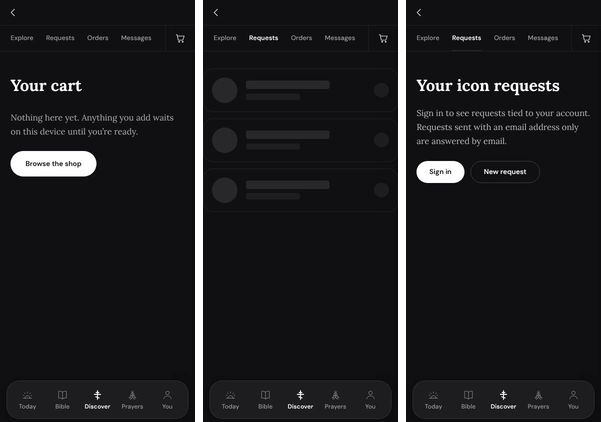 Explore Requests Orders Messages
Your cart
Nothing here yet. Anything you add waits
on this device until you're ready.
Browse the shop
Today Bible Discover Prayers You
Explore Requests Orders Messages
Today Bible Discover Prayers You
Explore Requests Orders Messages
Your icon requests
Sign in to see requests tied to your account.
Requests sent with an email address only
are answered by email.
Sign in New request
Today Bible Discover Prayers You